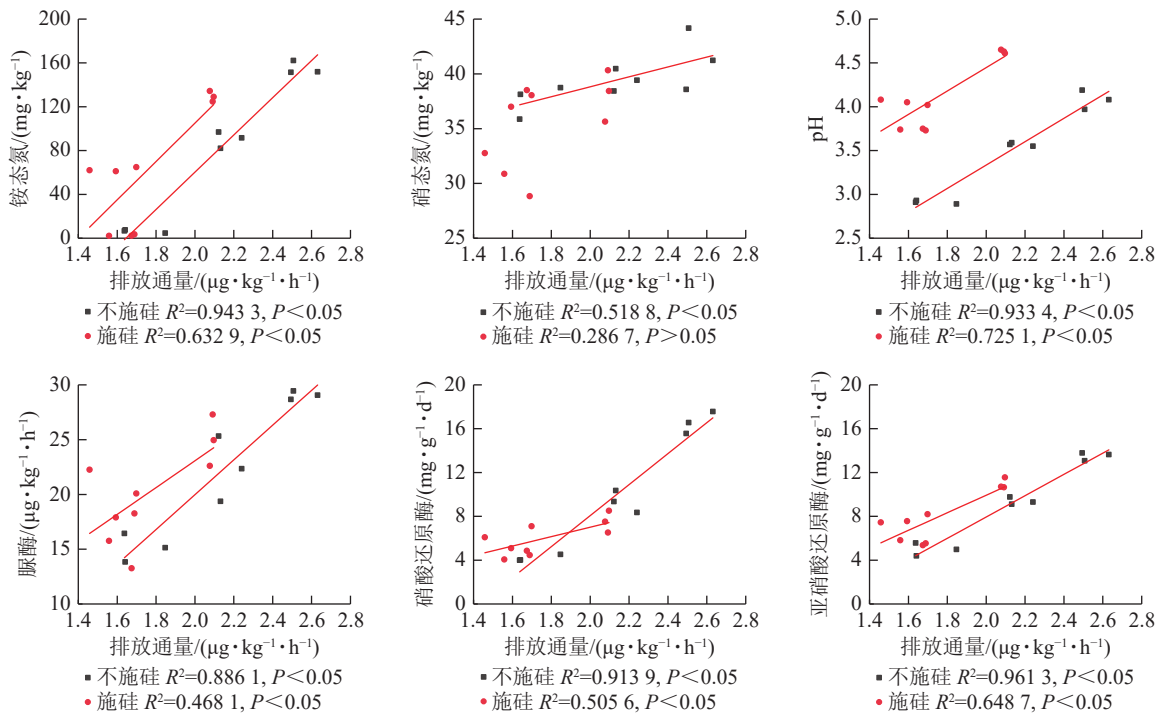 铵态氮/(mg·kg⁻¹)
200
160
120
80
40
0
1.4 1.6 1.8 2.0 2.2 2.4 2.6 2.8
排放通量/(μg·kg⁻¹·h⁻¹)
不施硅 R²=0.943 3, P<0.05
施硅 R²=0.632 9, P<0.05
硝态氮/(mg·kg⁻¹)
45
40
35
30
25
1.4 1.6 1.8 2.0 2.2 2.4 2.6 2.8
排放通量/(μg·kg⁻¹·h⁻¹)
不施硅 R²=0.518 8, P<0.05
施硅 R²=0.286 7, P>0.05
pH
5.0
4.5
4.0
3.5
3.0
2.5
1.4 1.6 1.8 2.0 2.2 2.4 2.6 2.8
排放通量/(μg·kg⁻¹·h⁻¹)
不施硅 R²=0.933 4, P<0.05
施硅 R²=0.725 1, P<0.05
脲酶/(μg·kg⁻¹·h⁻¹)
30
25
20
15
10
1.4 1.6 1.8 2.0 2.2 2.4 2.6 2.8
排放通量/(μg·kg⁻¹·h⁻¹)
不施硅 R²=0.886 1, P<0.05
施硅 R²=0.468 1, P<0.05
硝酸还原酶/(mg·g⁻¹·d⁻¹)
20
16
12
8
4
0
1.4 1.6 1.8 2.0 2.2 2.4 2.6 2.8
排放通量/(μg·kg⁻¹·h⁻¹)
不施硅 R²=0.913 9, P<0.05
施硅 R²=0.505 6, P<0.05
亚硝酸还原酶/(mg·g⁻¹·d⁻¹)
20
16
12
8
4
0
1.4 1.6 1.8 2.0 2.2 2.4 2.6 2.8
排放通量/(μg·kg⁻¹·h⁻¹)
不施硅 R²=0.961 3, P<0.05
施硅 R²=0.648 7, P<0.05